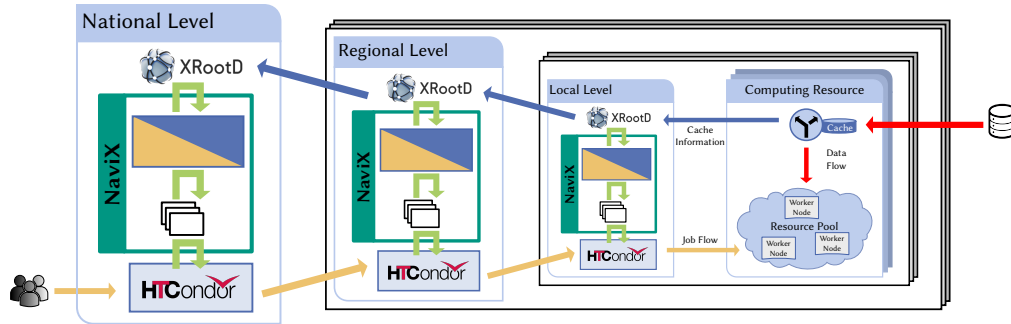 National Level
XRootD
NaviX
HTCondor
Regional Level
XRootD
NaviX
HTCondor
Local Level
XRootD
NaviX
HTCondor
Cache
Information
Job Flow
Computing Resource
Cache
Data
Flow
Worker
Node
Resource Pool
Worker
Node
Worker
Node